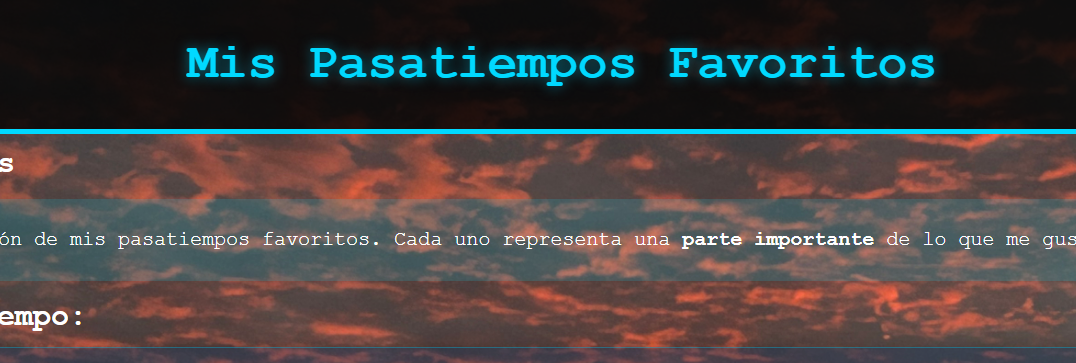 Mis Pasatiempos Favoritos
s
ón de mis pasatiempos favoritos. Cada uno representa una parte importante de lo que me gus
empo: